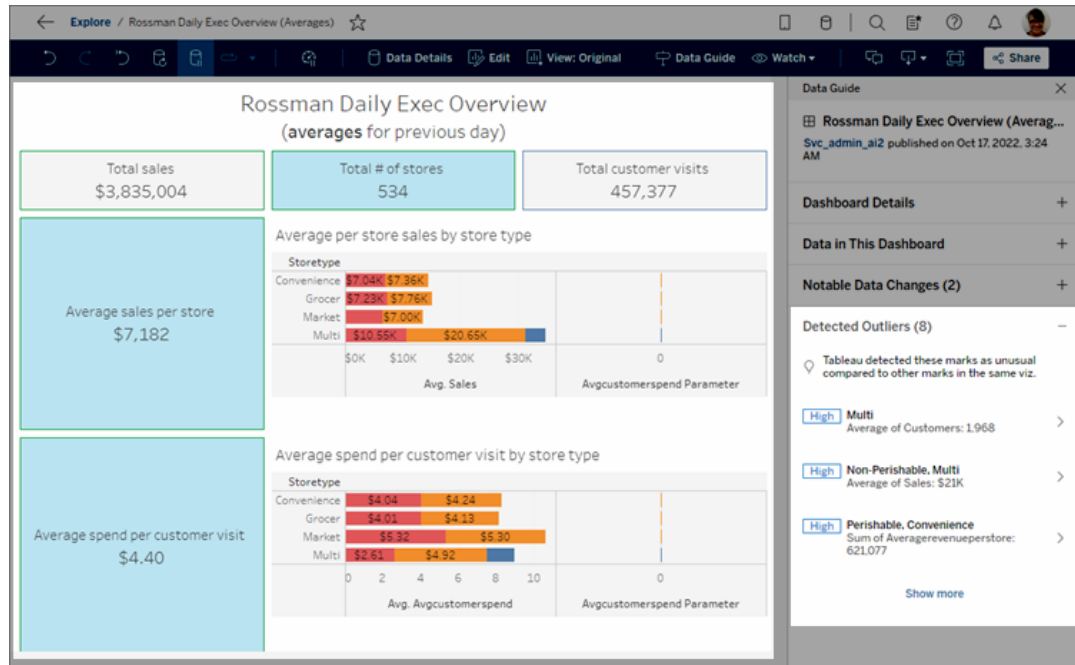 Explore / Rossman Daily Exec Overview (Averages)
Data Details Edit View: Original Data Guide Watch Share
Rossman Daily Exec Overview
(averages for previous day)
Total sales
$3,835,004
Total # of stores
534
Total customer visits
457,377
Average sales per store
$7,182
Average per store sales by store type
Storetype
Convenience $7.04K $7.36K
Grocer $7.23K $7.76K
Market $7.00K
Multi $10.55K $20.65K
$0K $10K $20K $30K 0
Avg. Sales Avgcustomerspend Parameter
Average spend per customer visit
$4.40
Average spend per customer visit by store type
Storetype
Convenience $4.04 $4.24
Grocer $4.01 $4.13
Market $5.32 $5.30
Multi $2.61 $4.92
0 2 4 6 8 10 0
Avg. Avgcustomerspend Avgcustomerspend Parameter
Data Guide
Rossman Daily Exec Overview (Averag...
Svc_admin_ai2 published on Oct 17, 2022, 3:24
AM
Dashboard Details
Data in This Dashboard
Notable Data Changes (2)
Detected Outliers (8)
Tableau detected these marks as unusual
compared to other marks in the same viz.
High Multi
Average of Customers: 1,968
High Non-Perishable, Multi
Average of Sales: $21K
High Perishable, Convenience
Sum of Averagerevenueperstore:
621,077
Show more